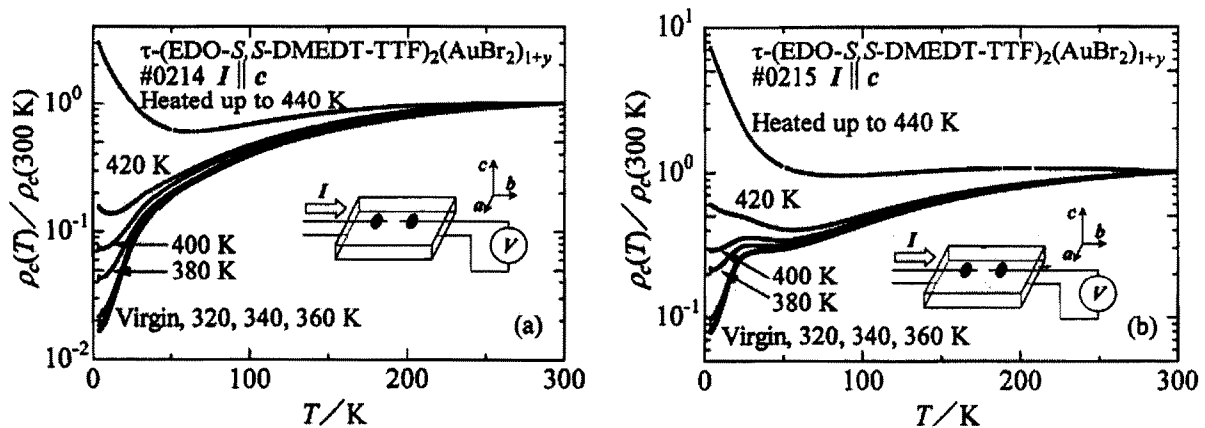 τ-(EDO-S,S-DMEDT-TTF)2(AuBr2)1+y
#0214 I || c
Heated up to 440 K
420 K
400 K
380 K
Virgin, 320, 340, 360 K
I
c
b
a
V
(a)
10^0
10^-1
10^-2
ρc(T)/ρc(300 K)
0 100 200 300
T/K
τ-(EDO-S,S-DMEDT-TTF)2(AuBr2)1+y
#0215 I || c
Heated up to 440 K
420 K
400 K
380 K
Virgin, 320, 340, 360 K
I
c
b
a
V
(b)
10^1
10^0
10^-1
ρc(T)/ρc(300 K)
0 100 200 300
T/K